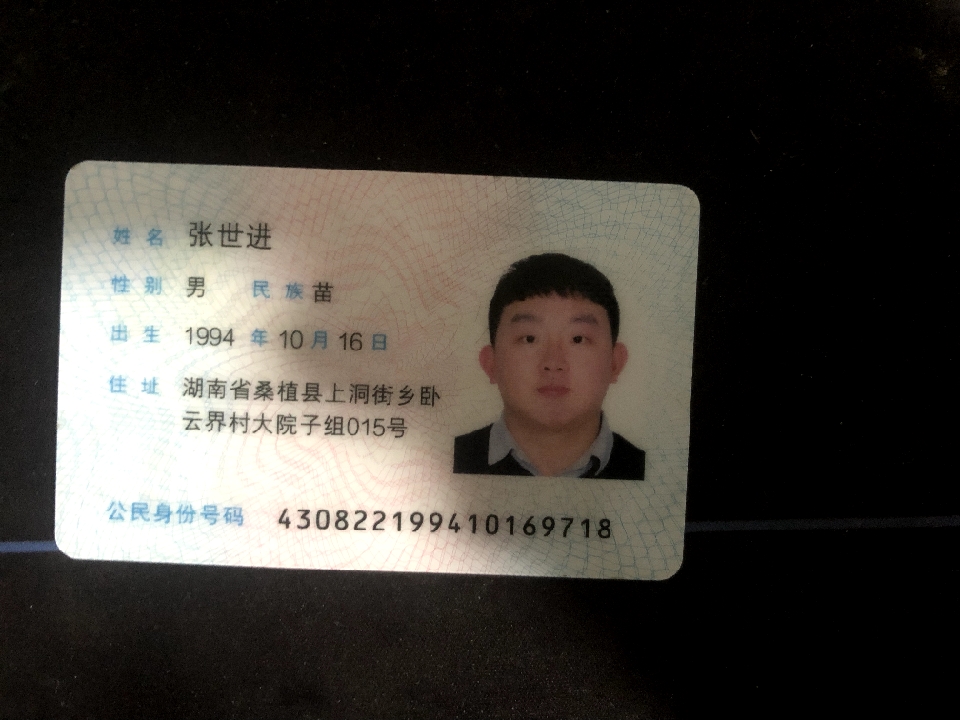 姓名 张世进
性别 男 民族 苗
出生 1994 年 10 月 16 日
住址 湖南省桑植县上洞街乡卧
云界村大院子组015号
公民身份号码 430822199410169718